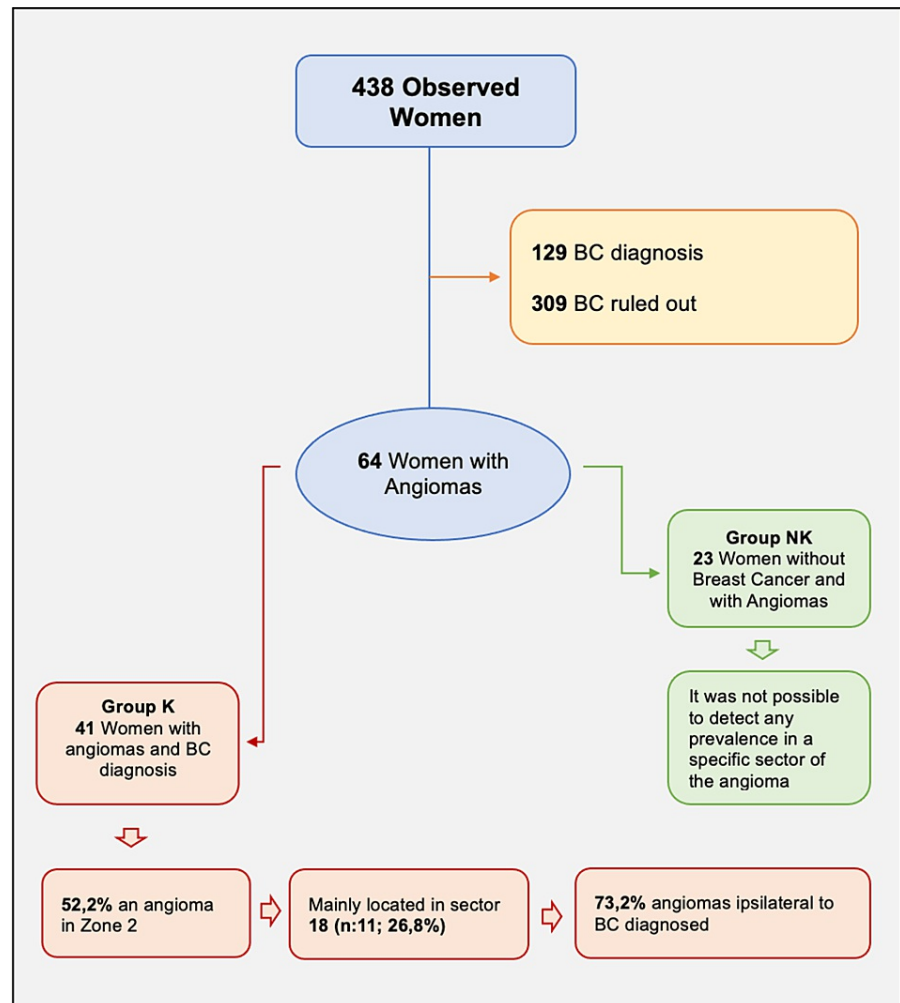 438 Observed
Women
129 BC diagnosis
309 BC ruled out
64 Women with
Angiomas
Group NK
23 Women without
Breast Cancer and
with Angiomas
It was not possible
to detect any
prevalence in a
specific sector of
the angioma
Group K
41 Women with
angiomas and BC
diagnosis
52,2% an angioma
in Zone 2
Mainly located in sector
18 (n:11; 26,8%)
73,2% angiomas ipsilateral to
BC diagnosed